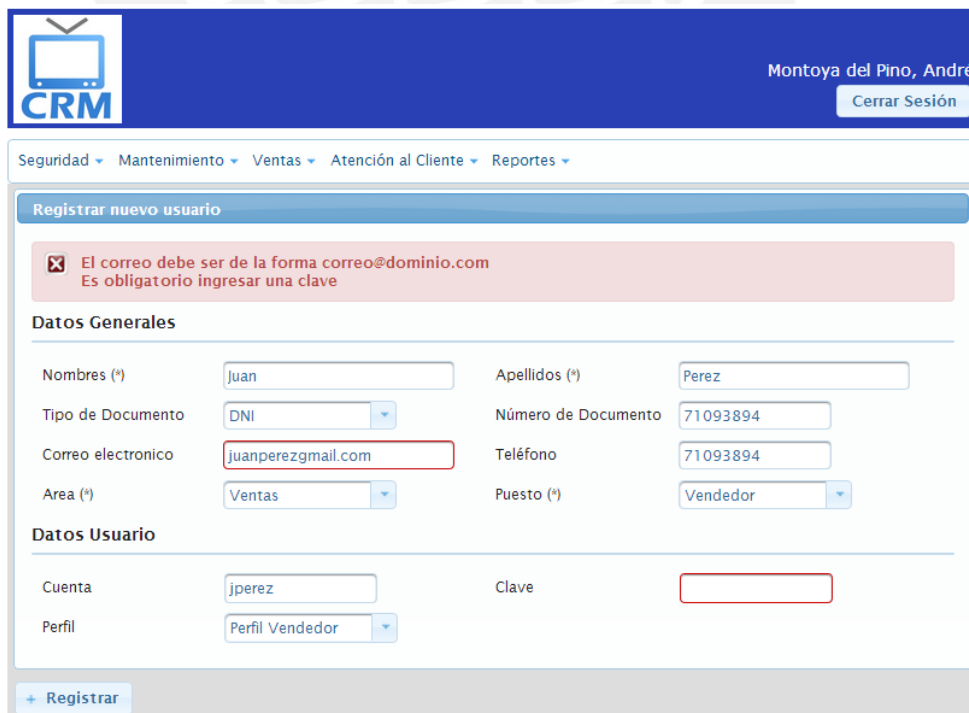 CRM
Montoya del Pino, Andre
Cerrar Sesión
Seguridad Mantenimiento Ventas Atención al Cliente Reportes
Registrar nuevo usuario
El correo debe ser de la forma correo@dominio.com
Es obligatorio ingresar una clave
Datos Generales
Nombres (*) Juan Apellidos (*) Perez
Tipo de Documento DNI Número de Documento 71093894
Correo electronico juanperezgmail.com Teléfono 71093894
Area (*) Ventas Puesto (*) Vendedor
Datos Usuario
Cuenta jperez Clave
Perfil Perfil Vendedor
+ Registrar